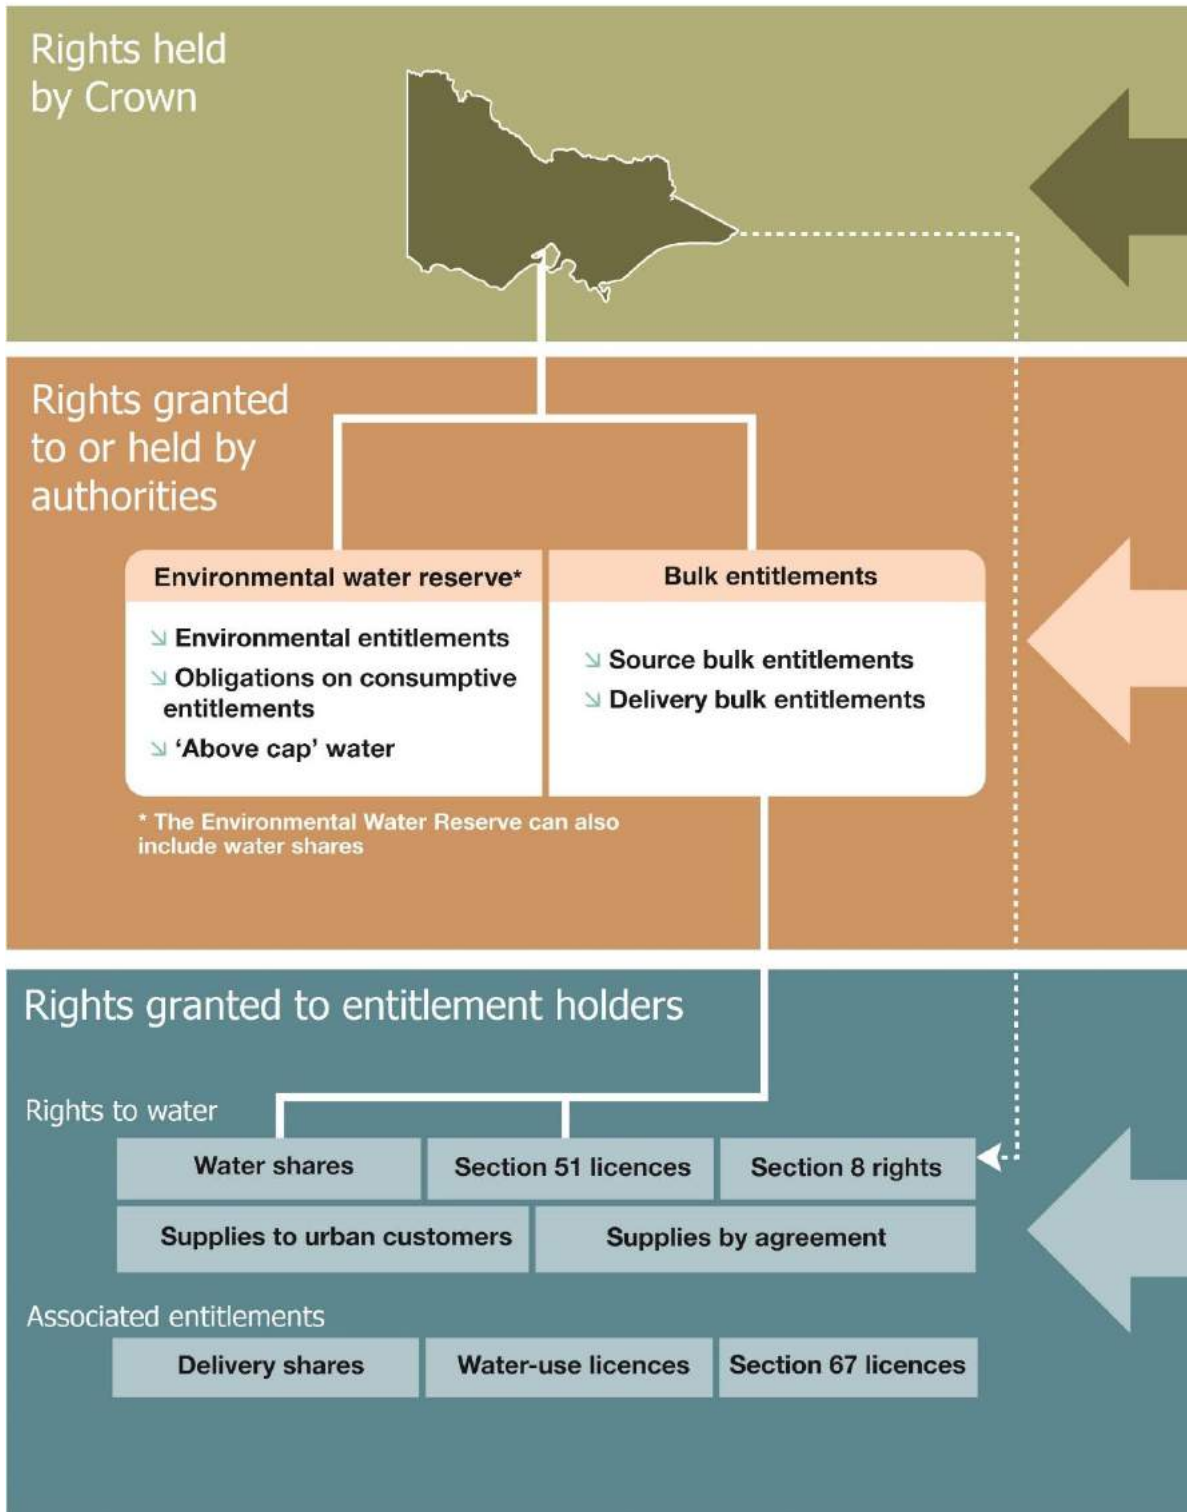 Rights held
by Crown
Rights granted
to or held by
authorities
Environmental water reserve*
Environmental entitlements
Obligations on consumptive
entitlements
‘Above cap’ water
Bulk entitlements
Source bulk entitlements
Delivery bulk entitlements
* The Environmental Water Reserve can also
include water shares
Rights granted to entitlement holders
Rights to water
Water shares
Section 51 licences
Section 8 rights
Supplies to urban customers
Supplies by agreement
Associated entitlements
Delivery shares
Water-use licences
Section 67 licences